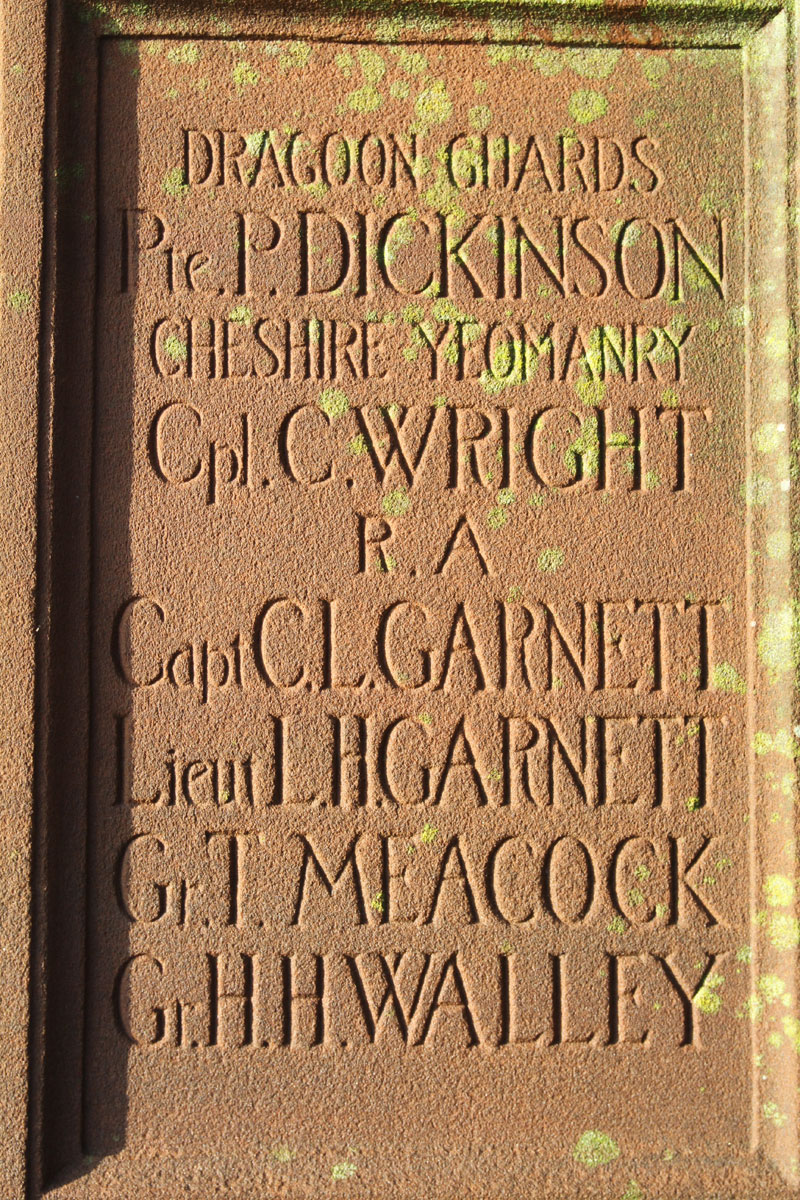 DRAGOON GUARDS
Pte. P. DICKINSON
CHESHIRE YEOMANRY
Cpl. C. WRIGHT
R. A
Capt C. L. GARNETT
Lieut L. H. GARNETT
Gr. T. MEACOCK
Gr. H. H. WALLEY